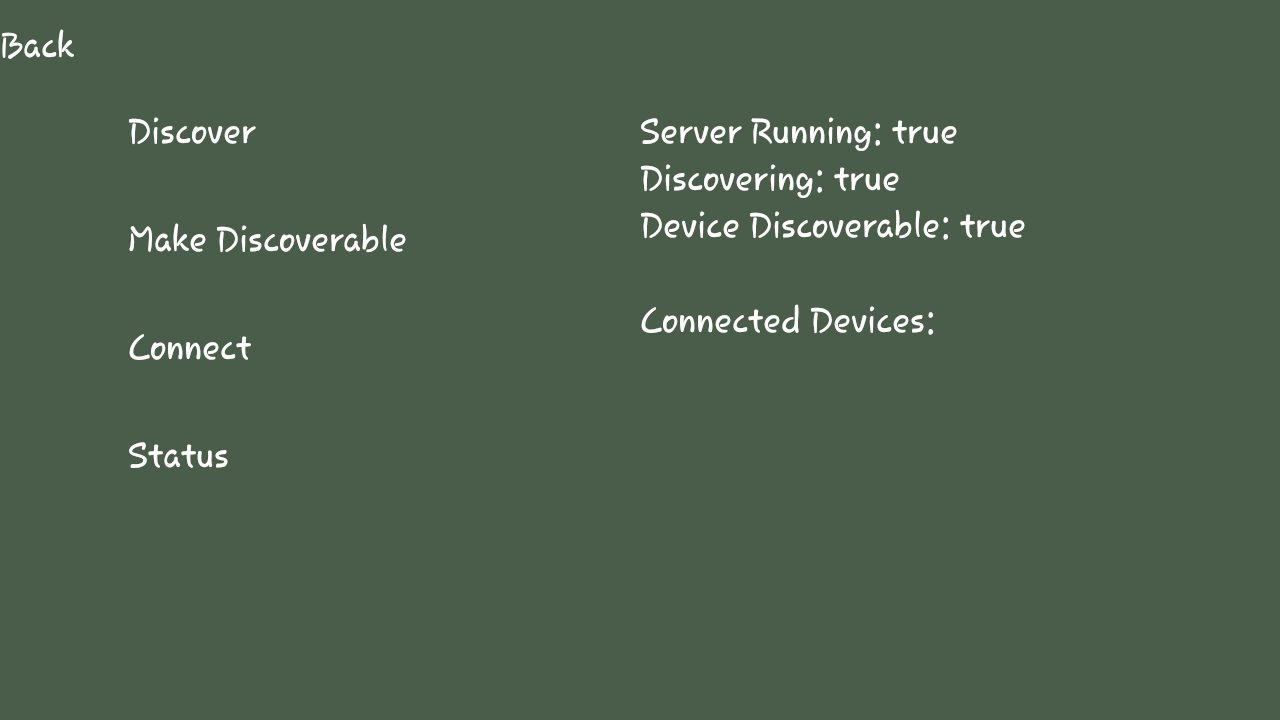 Back
Discover
Make Discoverable
Connect
Status
Server Running: true
Discovering: true
Device Discoverable: true
Connected Devices: